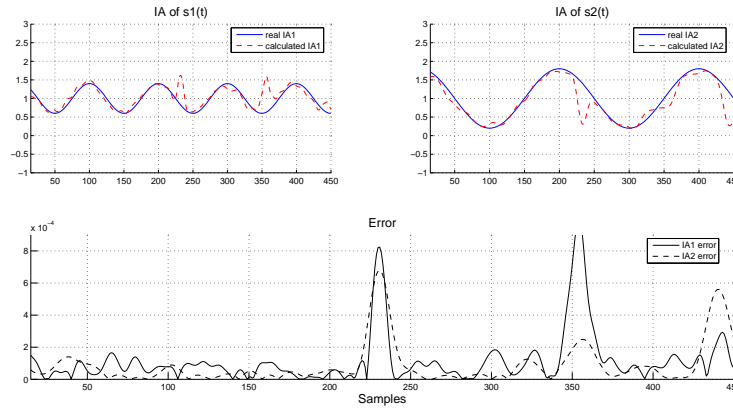 IA of s1(t)
3
2.5
2
1.5
1
0.5
0
−0.5
−1
real IA1
calculated IA1
50 100 150 200 250 300 350 400 450
IA of s2(t)
3
2.5
2
1.5
1
0.5
0
−0.5
−1
real IA2
calculated IA2
50 100 150 200 250 300 350 400 450
Error
x 10⁻⁴
8
6
4
2
0
IA1 error
IA2 error
50 100 150 200 250 300 350 400 450
Samples